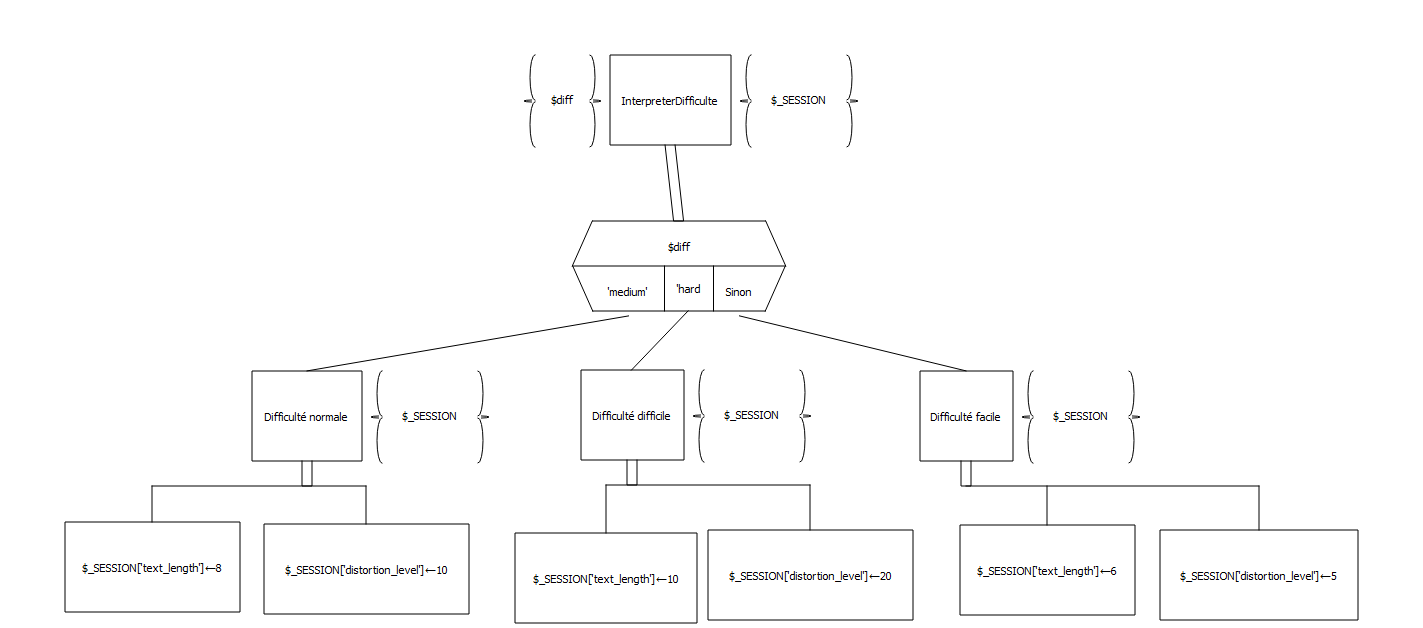 $diff
InterpreterDifficulte
$_SESSION
$diff
'medium'
'hard
Sinon
Difficulté normale
$_SESSION
Difficulté difficile
$_SESSION
Difficulté facile
$_SESSION
$_SESSION['text_length']←8
$_SESSION['distortion_level']←10
$_SESSION['text_length']←10
$_SESSION['distortion_level']←20
$_SESSION['text_length']←6
$_SESSION['distortion_level']←5